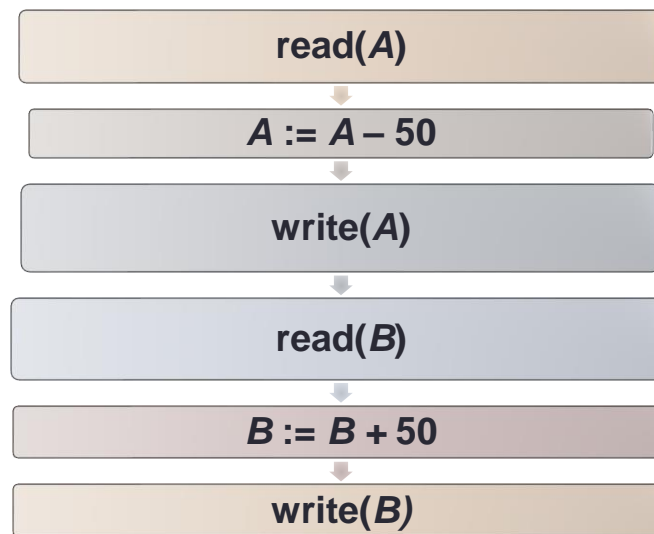 read(A)
A := A – 50
write(A)
read(B)
B := B + 50
write(B)